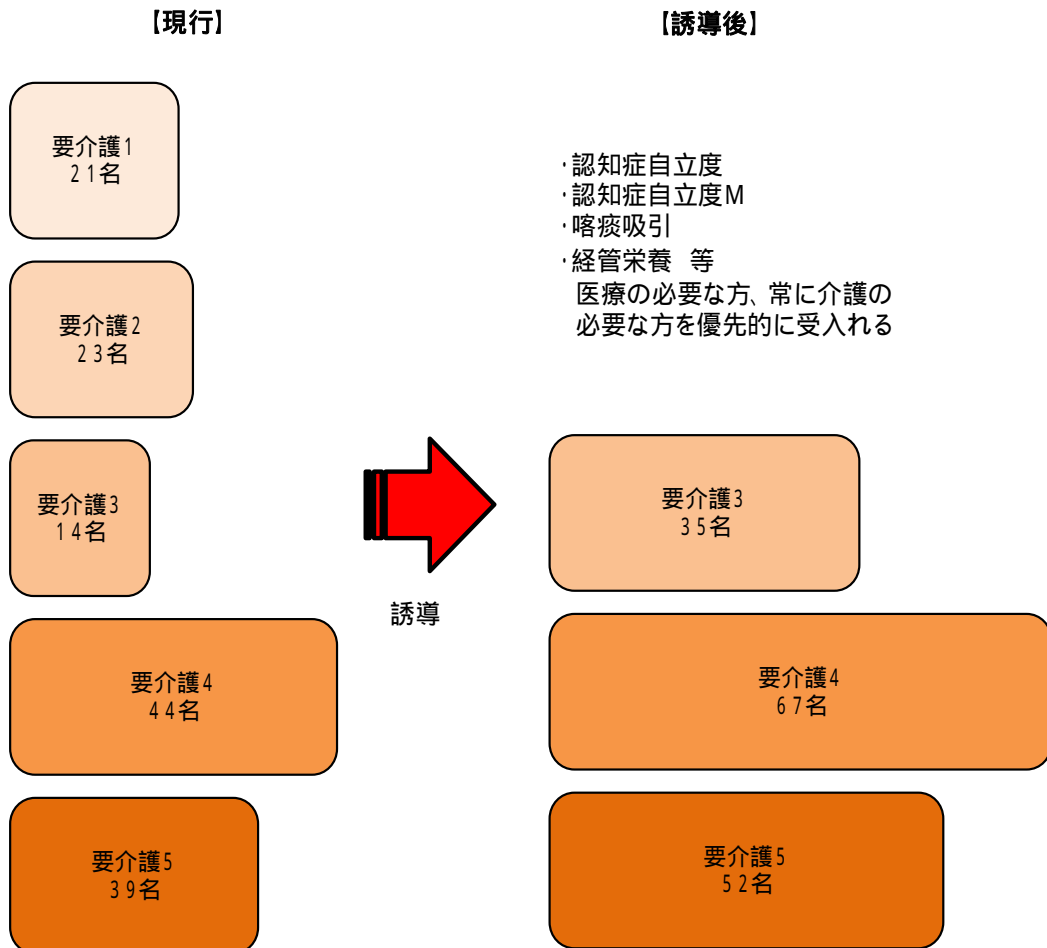 【現行】
【誘導後】
要介護1
21名
要介護2
23名
要介護3
14名
要介護4
44名
要介護5
39名
誘導
・認知症自立度
・認知症自立度M
・喀痰吸引
・経管栄養 等
医療の必要な方、常に介護の
必要な方を優先的に受入れる
要介護3
35名
要介護4
67名
要介護5
52名